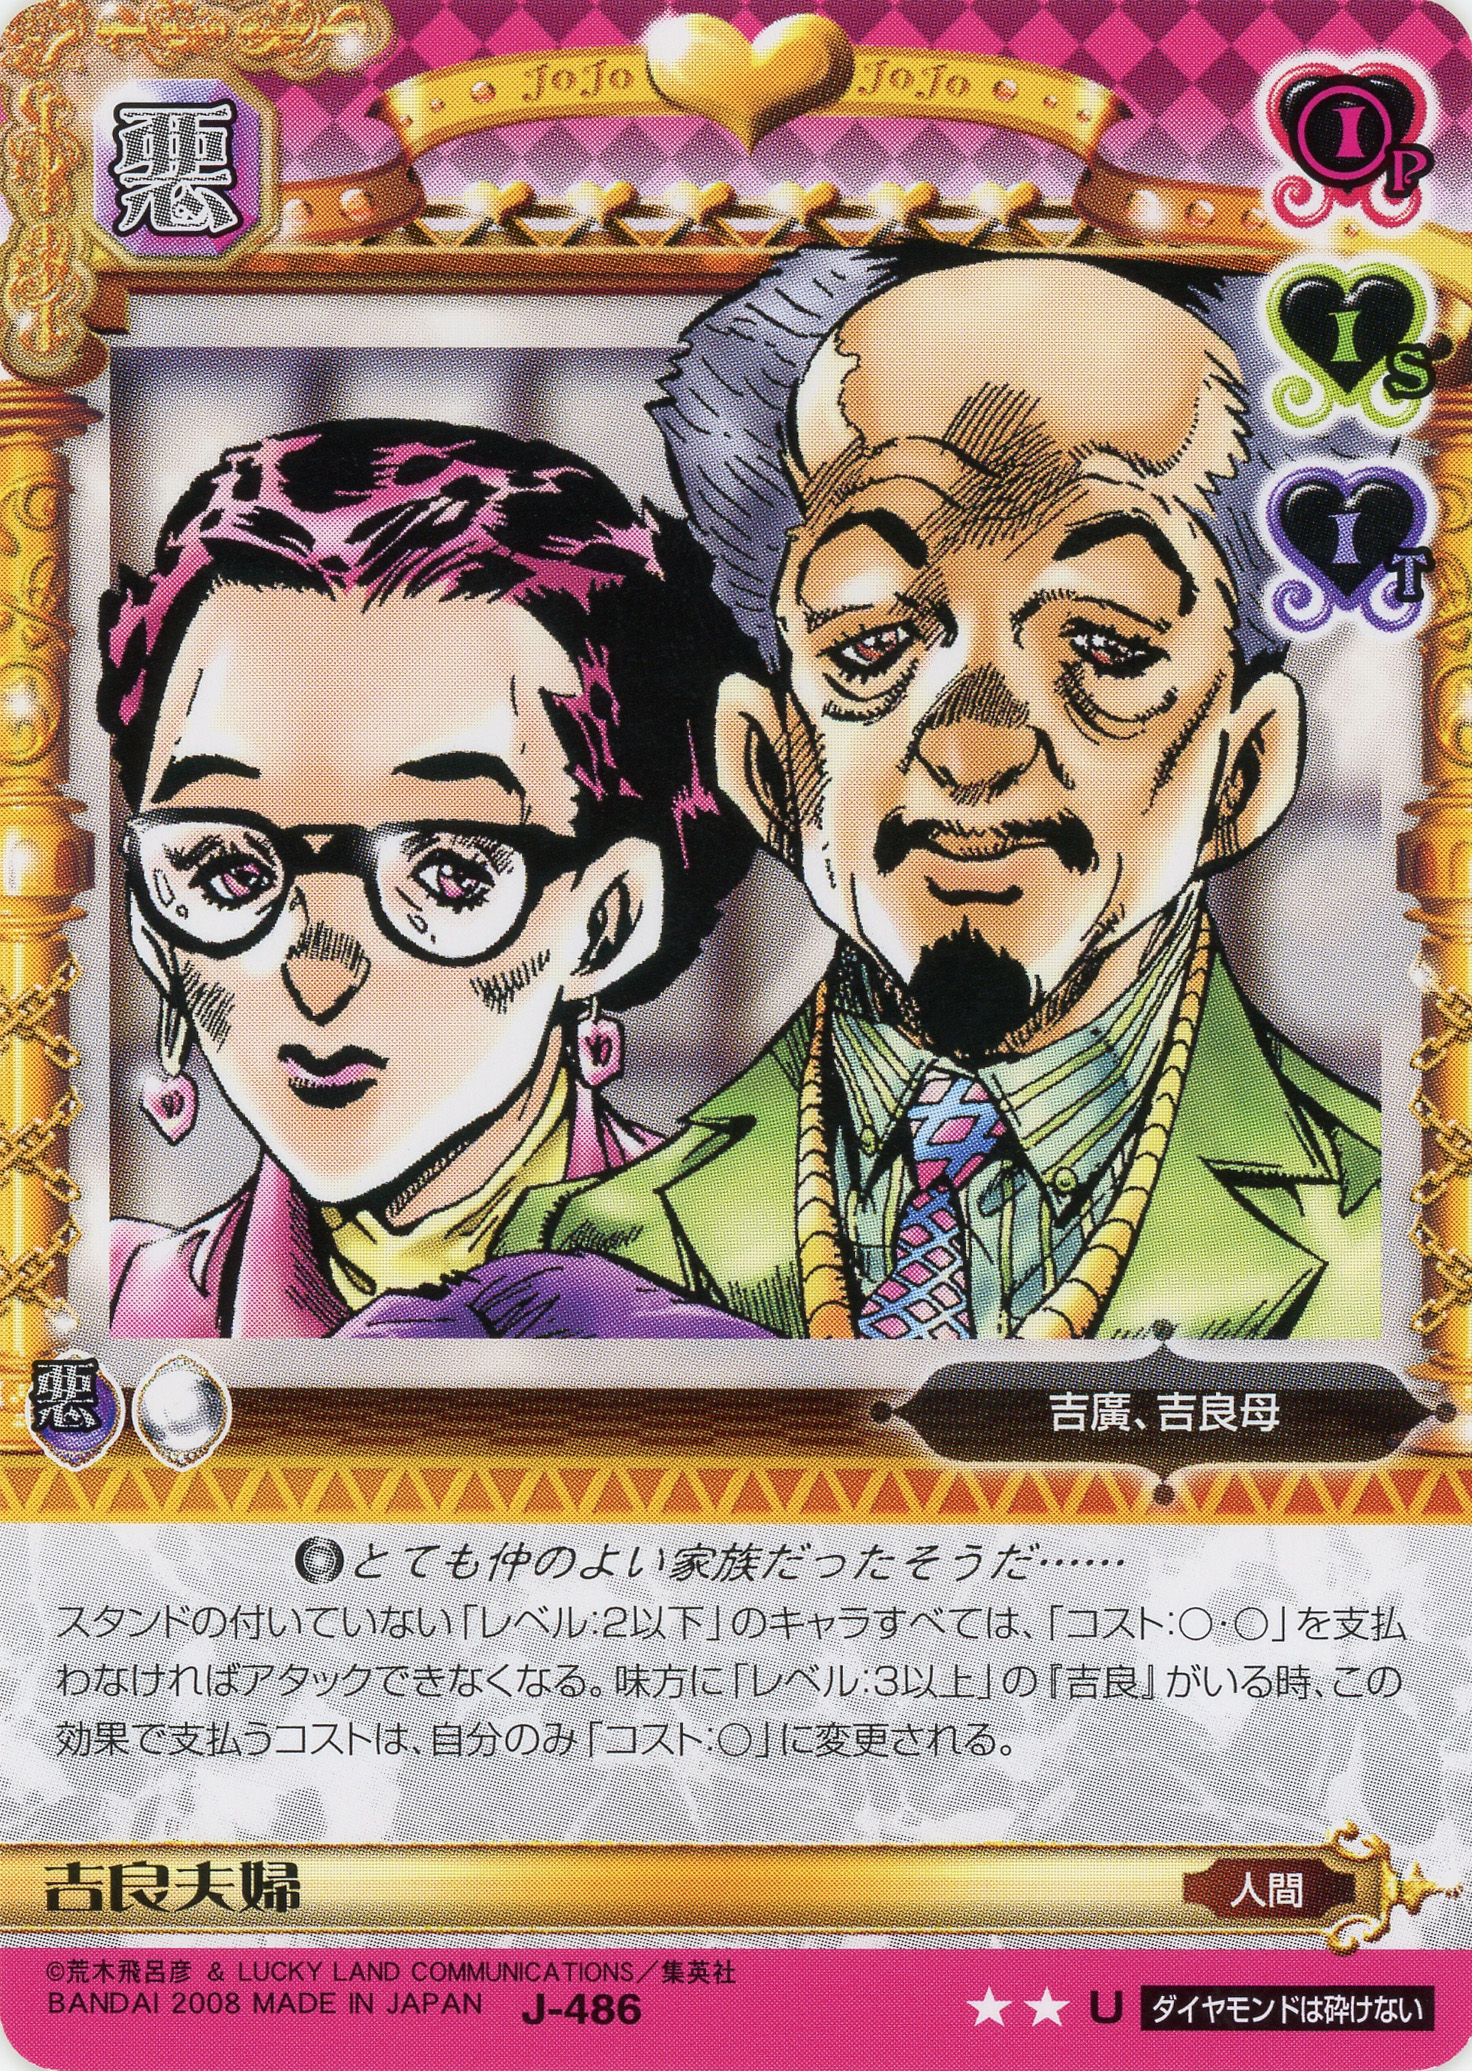 JoJo JoJo
悪
I P
I S
I T
悪
吉廣、吉良母
とても仲のよい家族だったそうだ……
スタンドの付いていない「レベル:2以下」のキャラすべては、「コスト:○・○」を支払
わなければアタックできなくなる。味方に「レベル:3以上」の『吉良』がいる時、この
効果で支払うコストは、自分のみ「コスト:○」に変更される。
吉良夫婦
人間
©荒木飛呂彦 & LUCKY LAND COMMUNICATIONS／集英社
BANDAI 2008 MADE IN JAPAN J-486
★★ U ダイヤモンドは砕けない